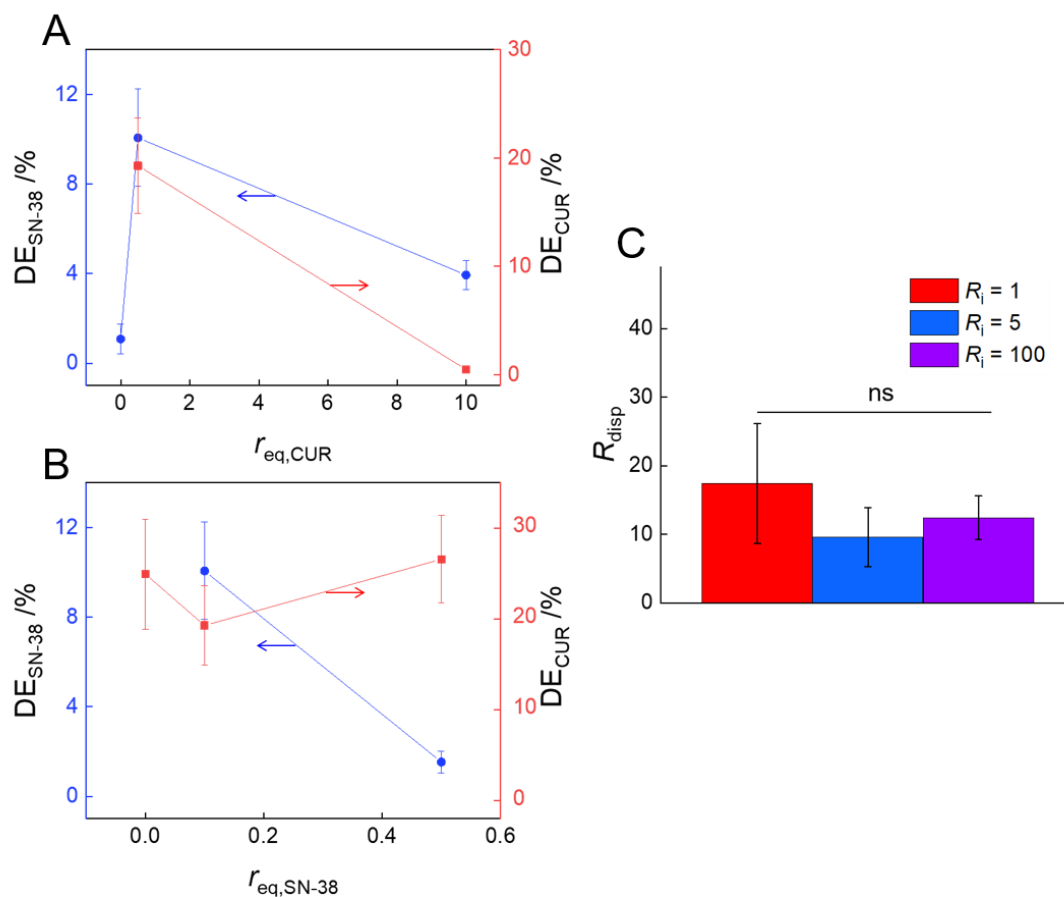 A
DE_SN-38 /%
12
8
4
0
30
20
10
0
DE_CUR /%
0 2 4 6 8 10
r_eq,CUR
B
DE_SN-38 /%
12
8
4
0
30
20
10
0
DE_CUR /%
0.0 0.2 0.4 0.6
r_eq,SN-38
C
R_i = 1
R_i = 5
R_i = 100
R_disp
40
30
20
10
0
ns